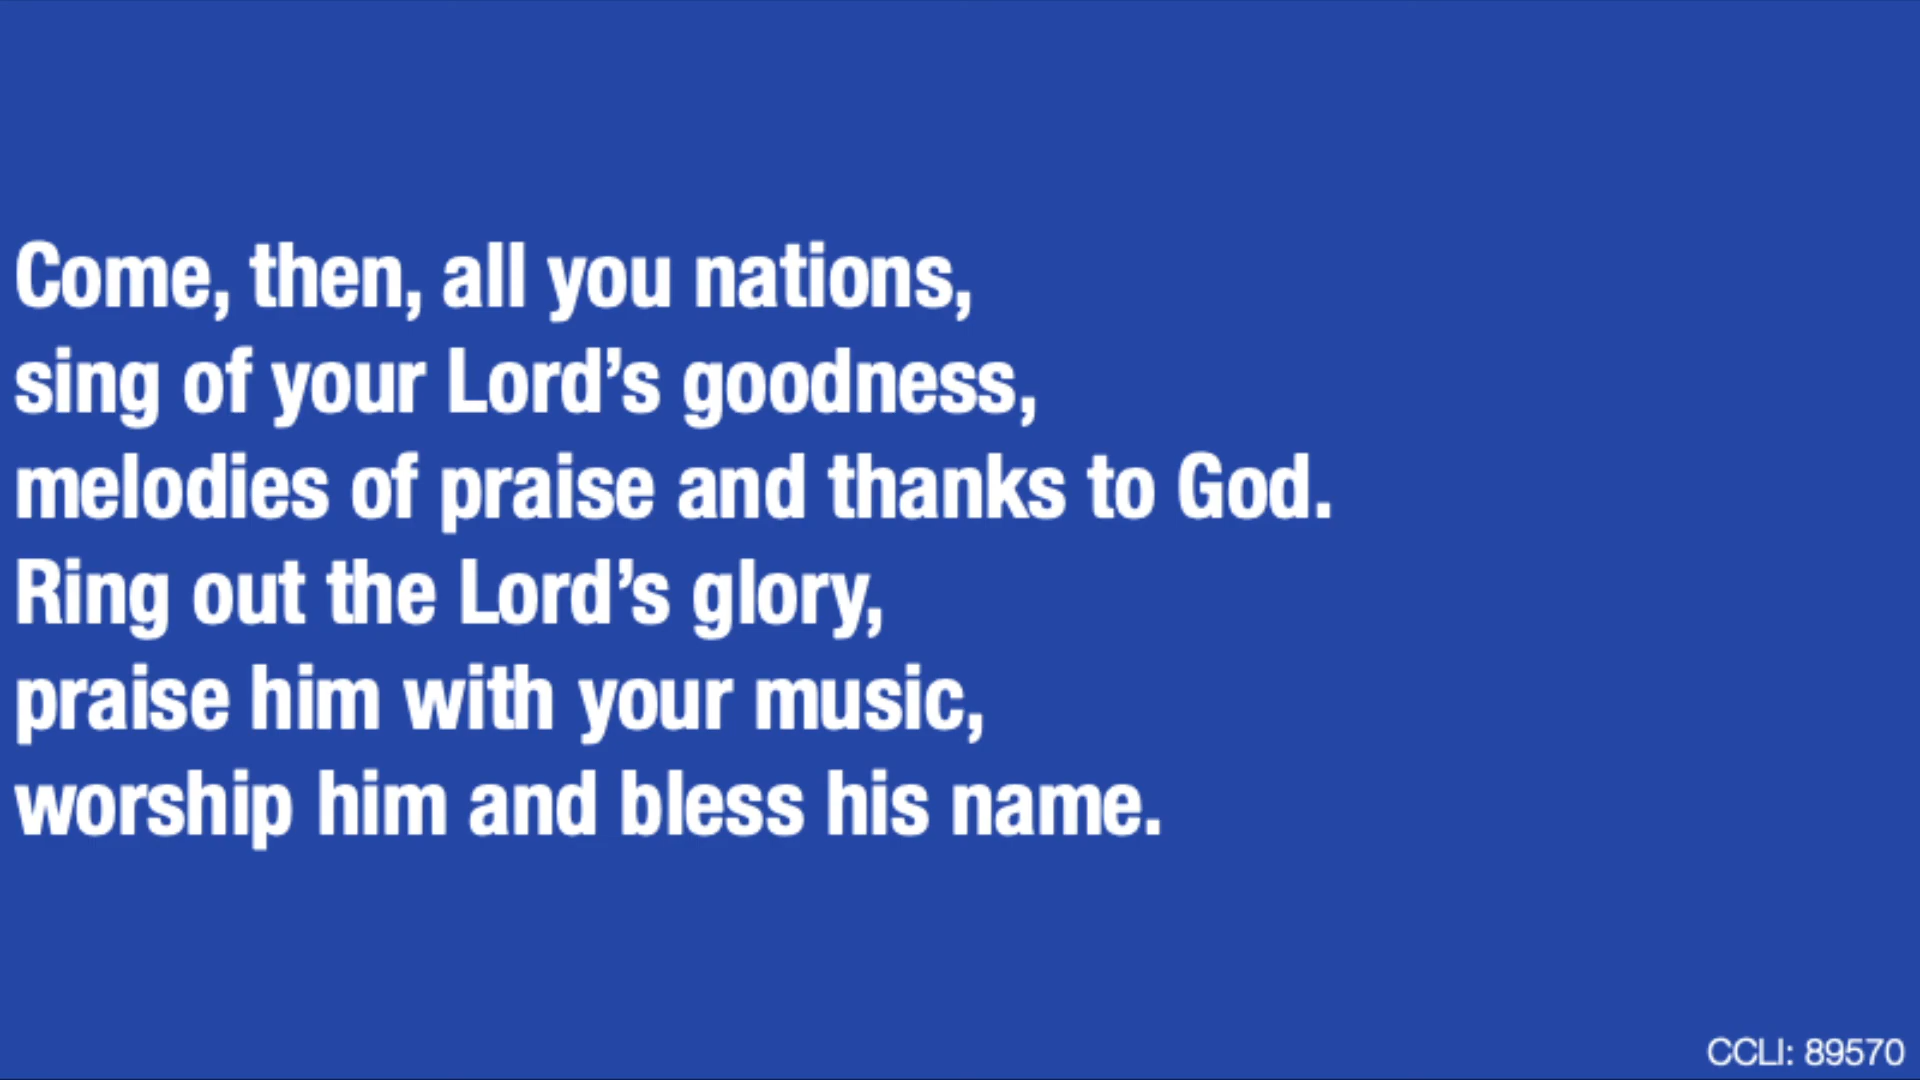 Come, then, all you nations,
sing of your Lord’s goodness,
melodies of praise and thanks to God.
Ring out the Lord’s glory,
praise him with your music,
worship him and bless his name.
CCLI: 89570